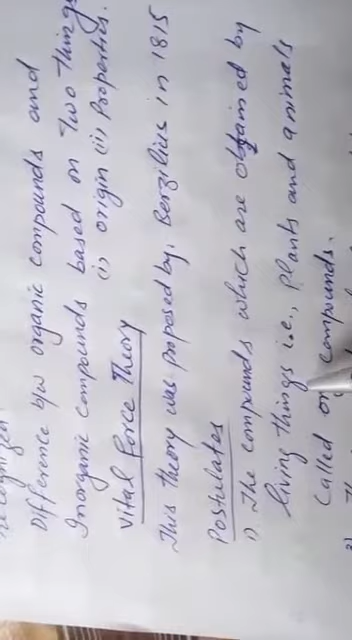 Difference b/w organic compounds and
Inorganic compounds based on Two Things
(i) origin (ii) Properties.
Vital Force Theory
This theory was proposed by, Berzilius in 1815
Postulates
1) The compounds which are obtained by
living things i.e., Plants and animals
Called compounds.